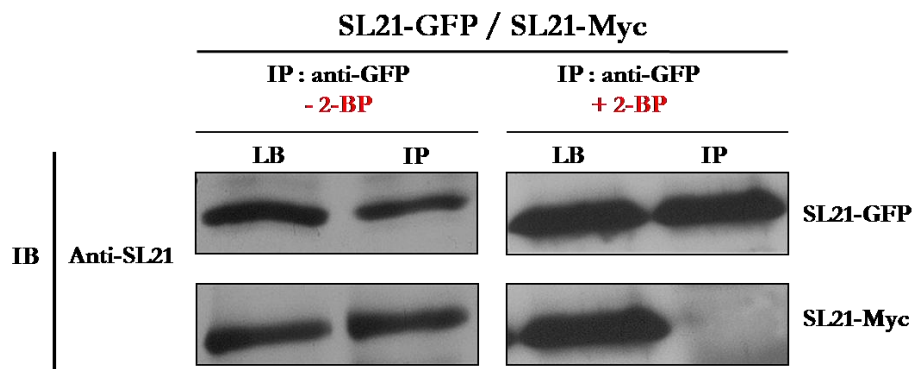 SL21-GFP / SL21-Myc
IP : anti-GFP
- 2-BP
IP : anti-GFP
+ 2-BP
LB IP LB IP
SL21-GFP
IB Anti-SL21
SL21-Myc